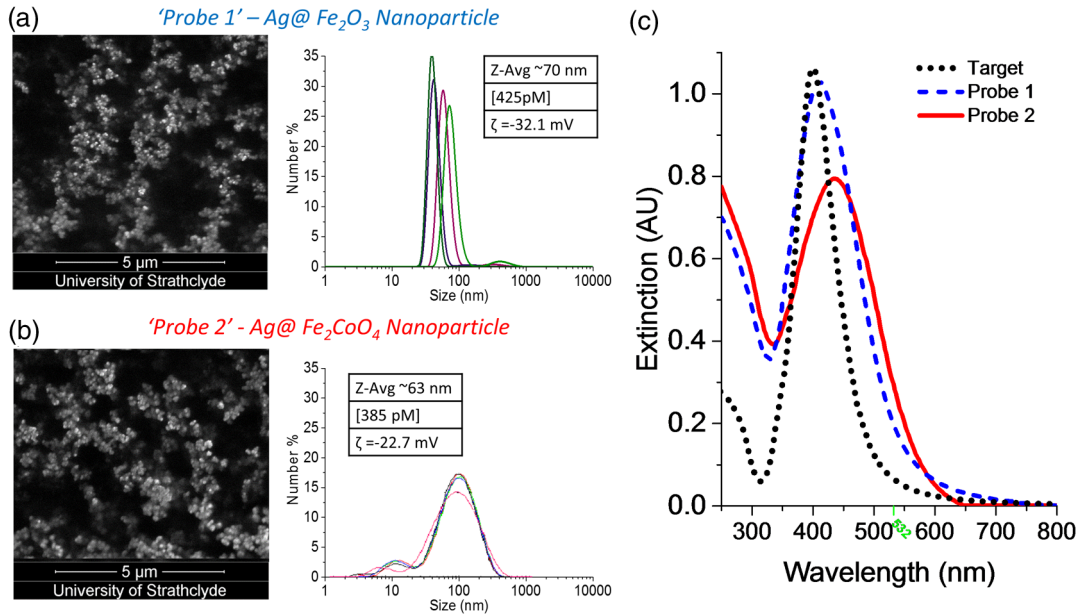 (a)
'Probe 1' – Ag@ Fe₂O₃ Nanoparticle
5 µm
University of Strathclyde
35
30
25
20
15
10
5
0
Number %
1 10 100 1000 10000
Size (nm)
Z-Avg ~70 nm
[425pM]
ζ =-32.1 mV
(b)
'Probe 2' - Ag@ Fe₂CoO₄ Nanoparticle
5 µm
University of Strathclyde
35
30
25
20
15
10
5
0
Number %
1 10 100 1000 10000
Size (nm)
Z-Avg ~63 nm
[385 pM]
ζ =-22.7 mV
(c)
Target
Probe 1
Probe 2
1.0
0.8
0.6
0.4
0.2
0.0
Extinction (AU)
300 400 500 600 700 800
532
Wavelength (nm)